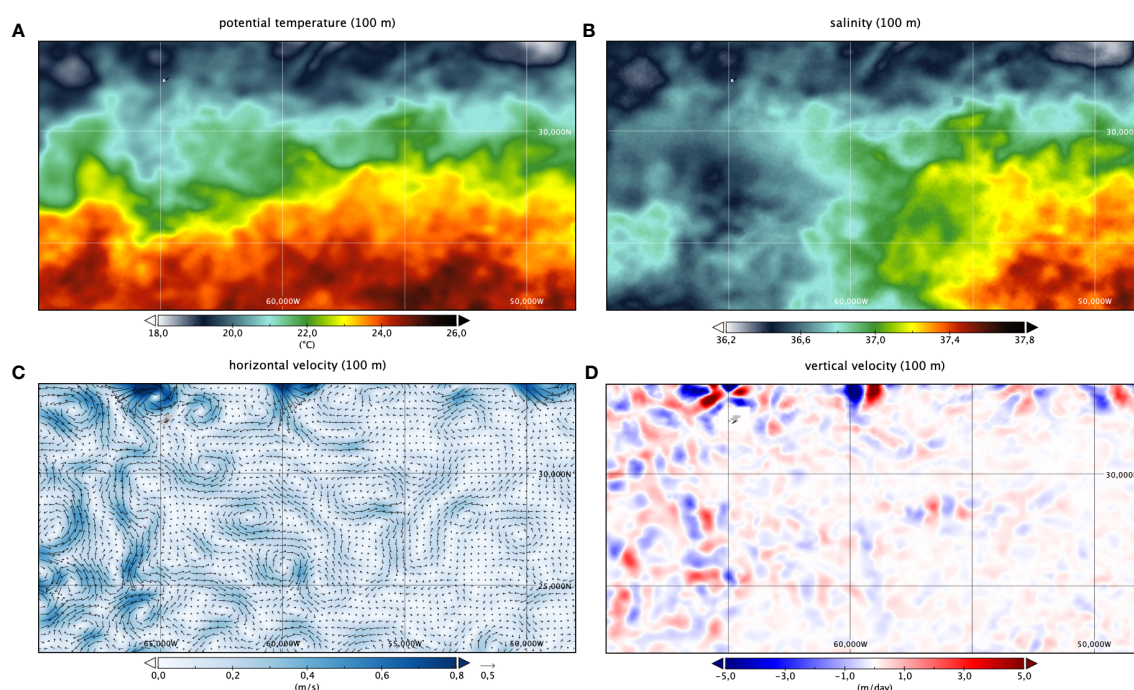 A
potential temperature (100 m)
30,000N
60,000W
50,000W
18,0 20,0 22,0 24,0 26,0
(°C)
B
salinity (100 m)
30,000N
60,000W
50,000W
36,2 36,6 36,8 37,0 37,4 37,8
C
horizontal velocity (100 m)
30,000N
25,000N
65,000W 60,000W 55,000W 50,000W
0,0 0,2 0,4 0,6 0,8 0,5
(m/s)
D
vertical velocity (100 m)
30,000N
60,000W
50,000W
-5,0 -3,0 -1,0 1,0 3,0 5,0
(m/day)